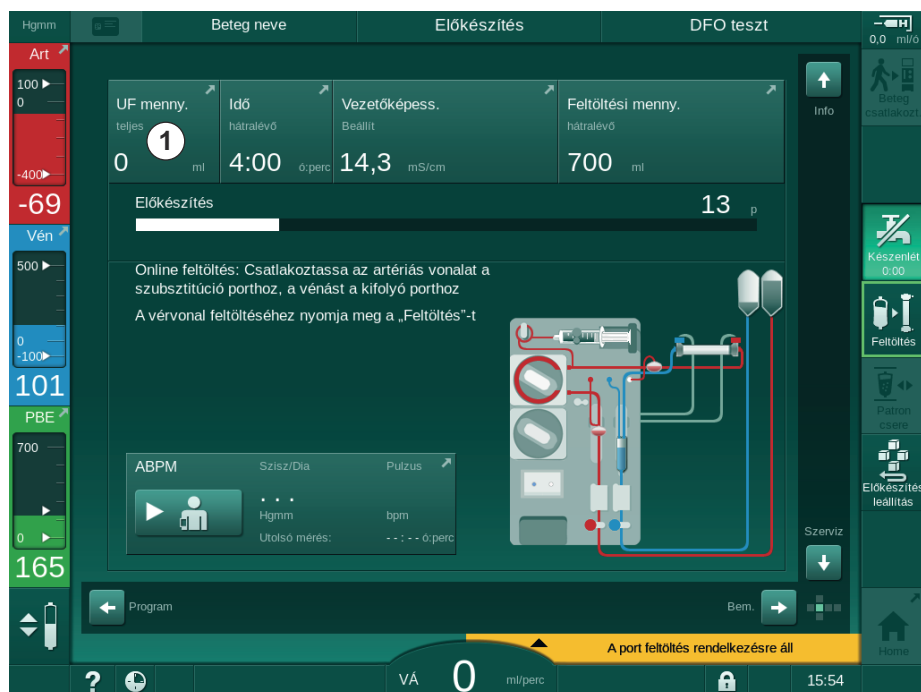 Hgmm
Beteg neve
Előkészítés
DFO teszt
0,0 ml/ó
Art
100
0
-400
-69
Vén
500
0
-100
101
PBE
700
0
165
UF menny.
teljes
1
0 ml
Idő
hátralévő
4:00 ó:perc
Vezetőképess.
Beállít
14,3 mS/cm
Feltöltési menny.
hátralévő
700 ml
Előkészítés
13 p
Online feltöltés: Csatlakoztassa az artériás vonalat a
szubsztitúció porthoz, a vénást a kifolyó porthoz
A vérvonal feltöltéséhez nyomja meg a „Feltöltés”-t
ABPM
Szisz/Dia
Pulzus
. . .
Hgmm
bpm
Utolsó mérés:
--:-- ó:perc
Info
Szerviz
Program
Bem.
Beteg
csatlakozt.
Készenlét
0:00
Feltöltés
Patron
csere
Előkészítés
leállítás
Home
A port feltöltés rendelkezésre áll
?
VÁ
0
ml/perc
15:54